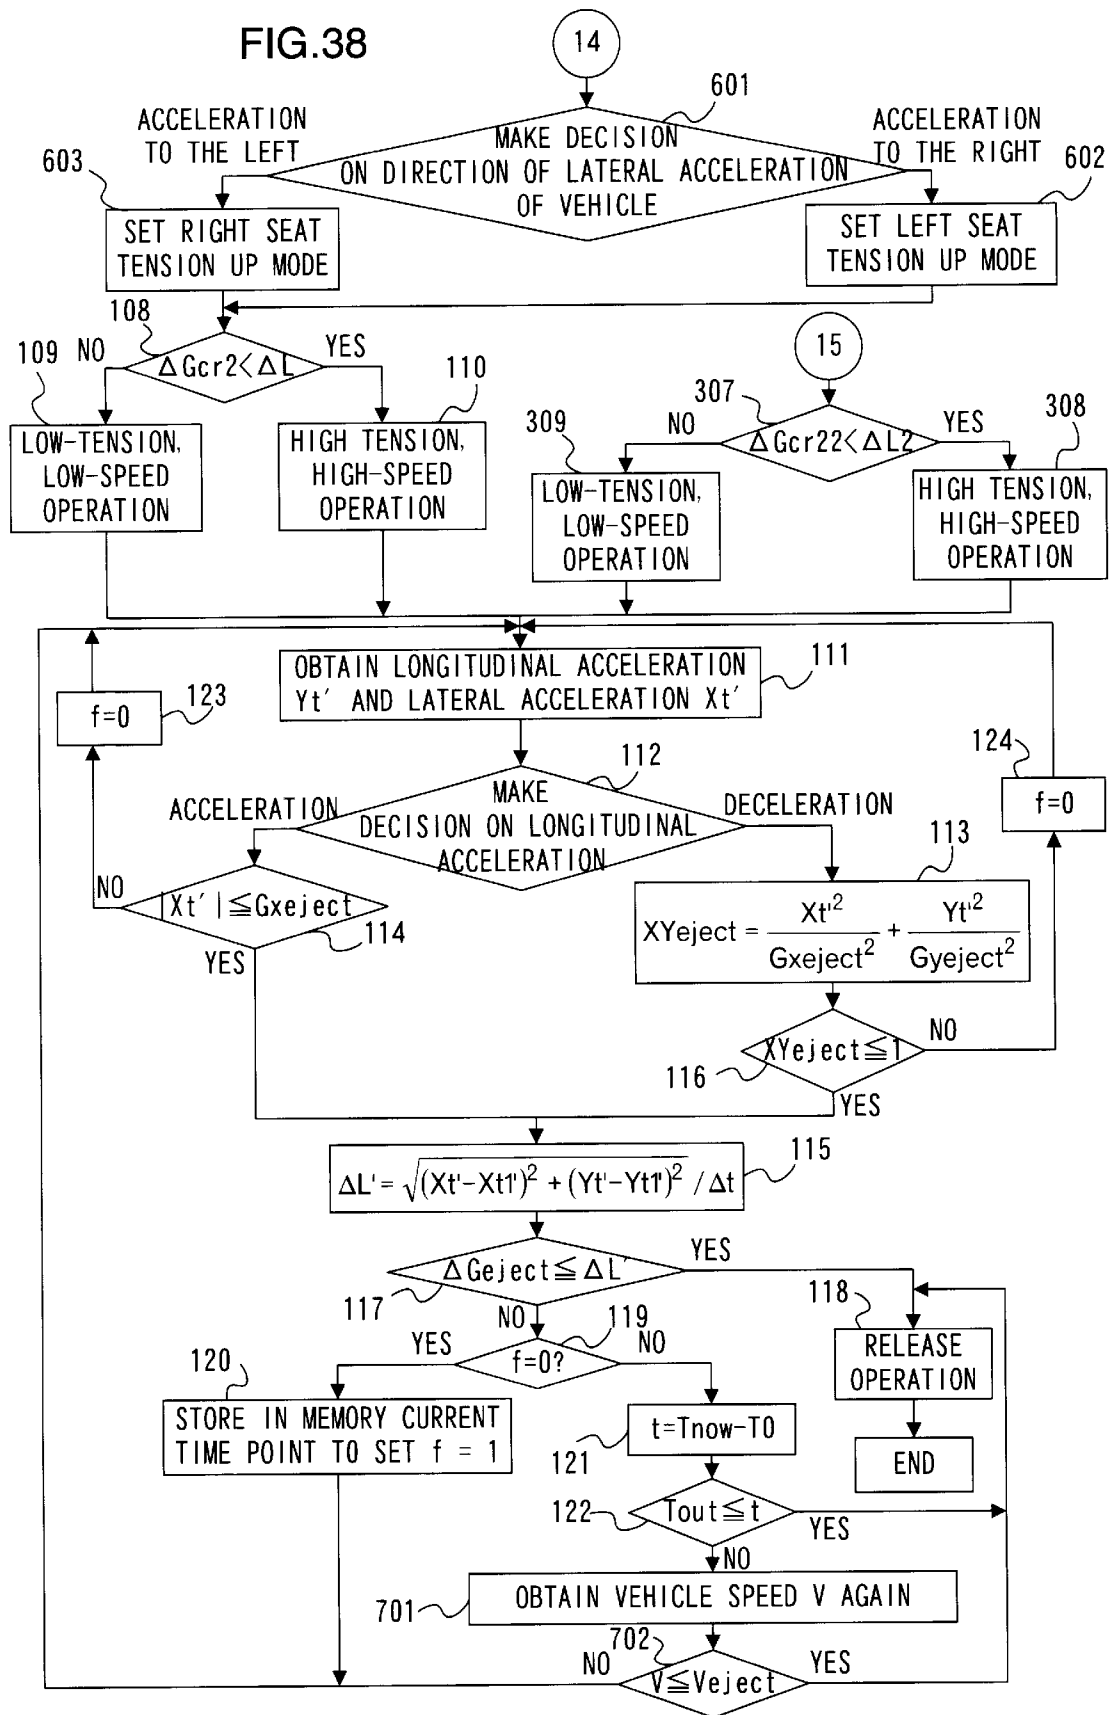 FIG.38
14
601
ACCELERATION
TO THE LEFT
MAKE DECISION
ON DIRECTION OF LATERAL ACCELERATION
OF VEHICLE
ACCELERATION
TO THE RIGHT
603
602
SET RIGHT SEAT
TENSION UP MODE
SET LEFT SEAT
TENSION UP MODE
108
109
NO
ΔGcr2<ΔL
YES
110
15
307
309
NO
ΔGcr22<ΔL2
YES
308
LOW-TENSION,
LOW-SPEED
OPERATION
HIGH TENSION,
HIGH-SPEED
OPERATION
LOW-TENSION,
LOW-SPEED
OPERATION
HIGH TENSION,
HIGH-SPEED
OPERATION
OBTAIN LONGITUDINAL ACCELERATION
Yt′ AND LATERAL ACCELERATION Xt′
111
123
f=0
112
124
f=0
ACCELERATION
MAKE
DECISION ON LONGITUDINAL
ACCELERATION
DECELERATION
113
NO
|Xt′|≦Gxeject
114
YES
XYeject = Xt'² / Gxeject² + Yt'² / Gyeject²
XYeject≦1
NO
116
YES
115
ΔL' = √(Xt'-Xt1')² + (Yt'-Yt1')² / Δt
ΔGeject≦ΔL′
YES
117
NO
118
RELEASE
OPERATION
END
119
YES
f=0?
NO
120
STORE IN MEMORY CURRENT
TIME POINT TO SET f = 1
t=Tnow-T0
121
Tout≦t
122
YES
NO
OBTAIN VEHICLE SPEED V AGAIN
701
702
NO
V≦Veject
YES